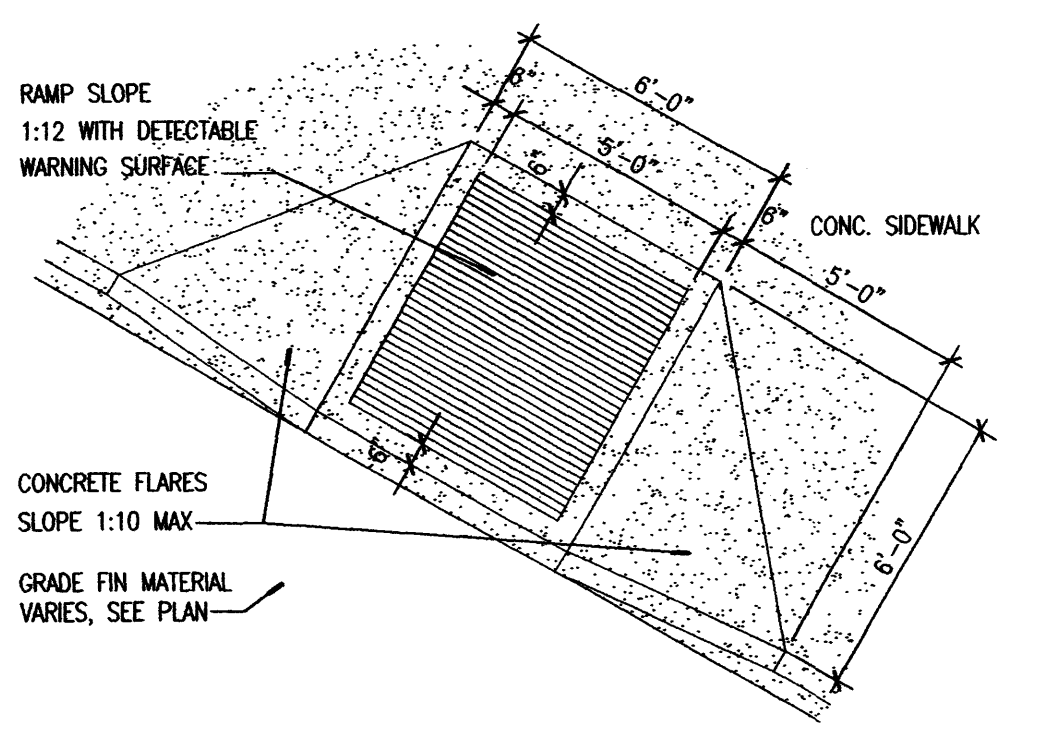 RAMP SLOPE
1:12 WITH DETECTABLE
WARNING SURFACE
6"
6'-0"
5'-0"
6"
6"
CONC. SIDEWALK
5'-0"
6"
CONCRETE FLARES
SLOPE 1:10 MAX
6'-0"
GRADE FIN MATERIAL
VARIES, SEE PLAN